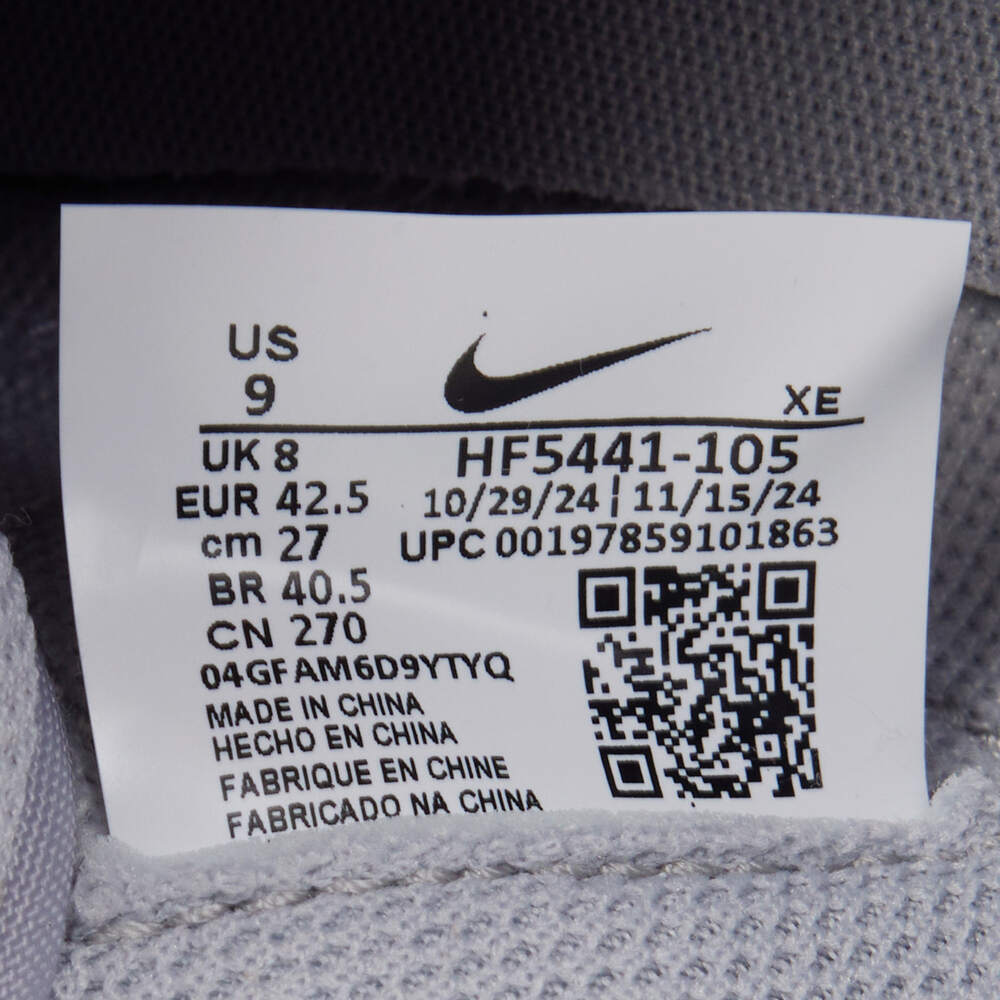 US
9
XE
UK 8
HF5441-105
EUR 42.5
10/29/24 | 11/15/24
cm 27
UPC 00197859101863
BR 40.5
CN 270
04GFAM6D9YTYQ
MADE IN CHINA
HECHO EN CHINA
FABRIQUE EN CHINE
FABRICADO NA CHINA